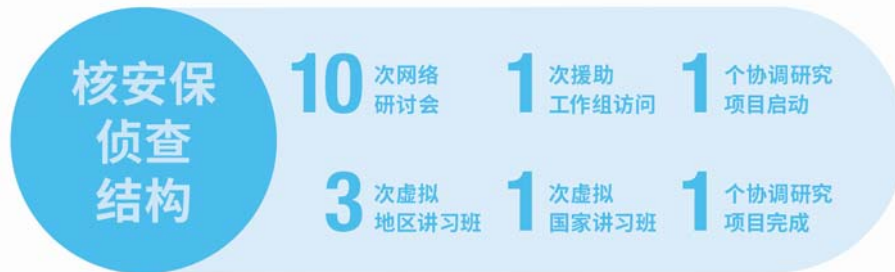 核安保
侦查
结构
10 次网络
研讨会
1 次援助
工作组访问
1 个协调研究
项目启动
3 次虚拟
地区讲习班
1 次虚拟
国家讲习班
1 个协调研究
项目完成